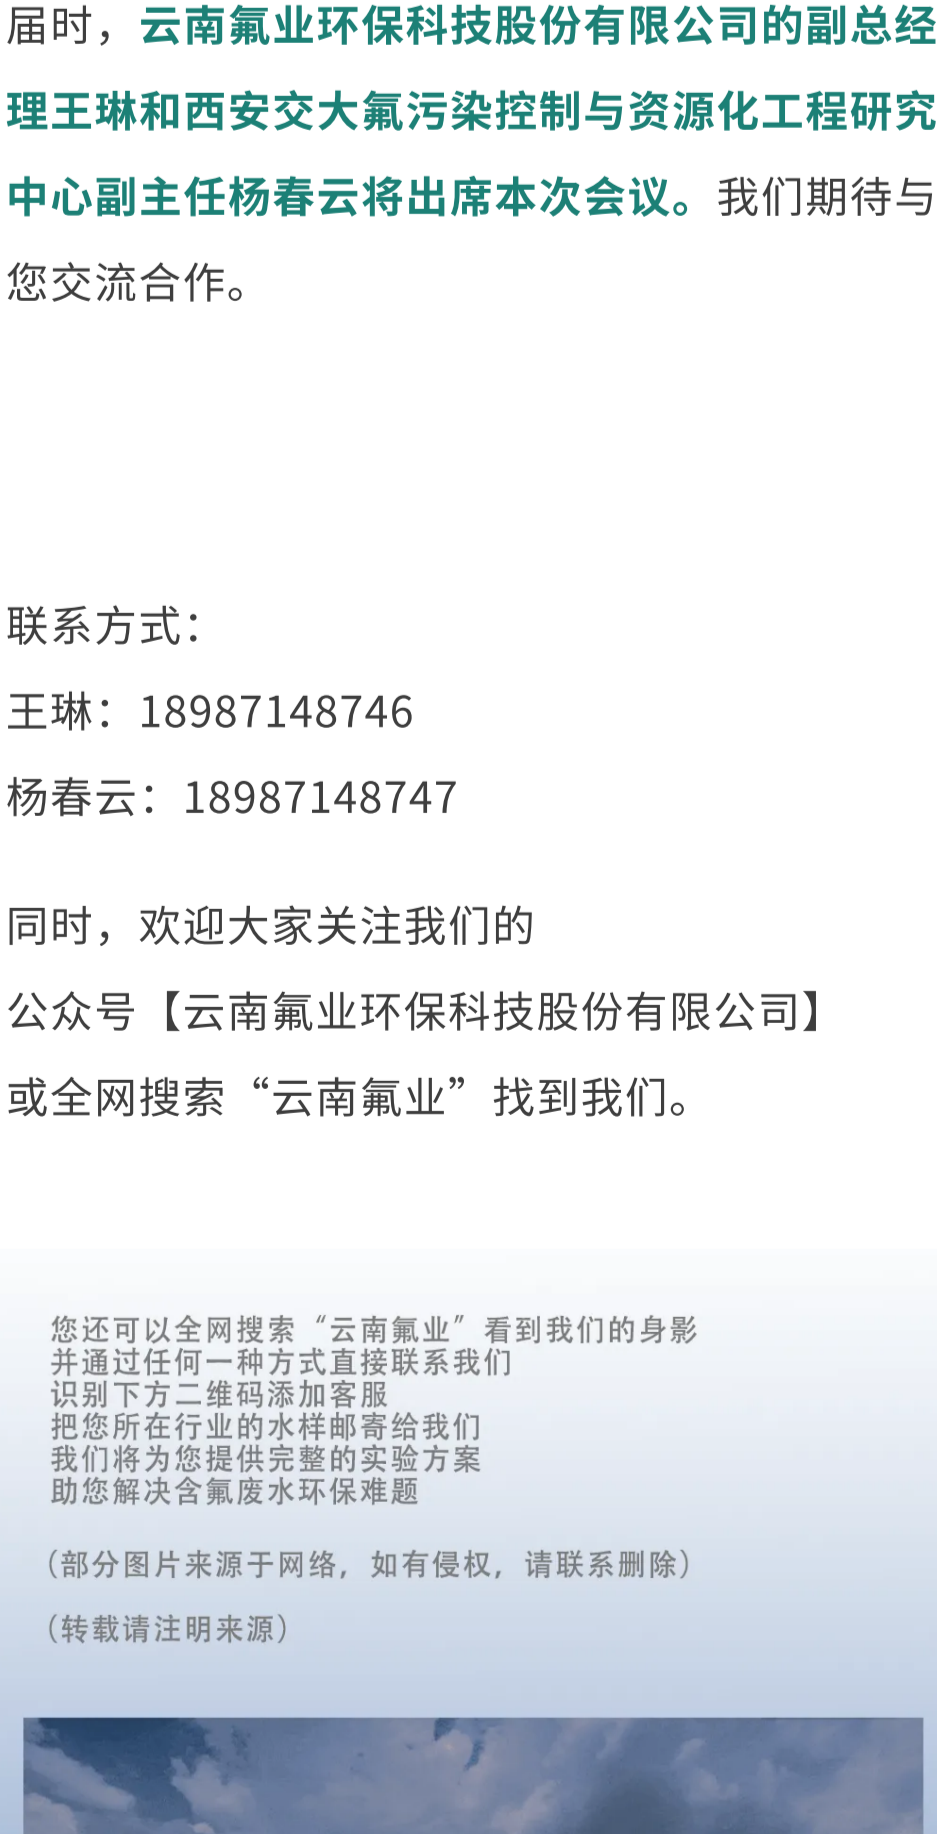 届时，云南氟业环保科技股份有限公司的副总经
理王琳和西安交大氟污染控制与资源化工程研究
中心副主任杨春云将出席本次会议。我们期待与
您交流合作。
联系方式：
王琳：18987148746
杨春云：18987148747
同时，欢迎大家关注我们的
公众号【云南氟业环保科技股份有限公司】
或全网搜索“云南氟业”找到我们。
您还可以全网搜索“云南氟业”看到我们的身影
并通过任何一种方式直接联系我们
识别下方二维码添加客服
把您所在行业的水样邮寄给我们
我们将为您提供完整的实验方案
助您解决含氟废水环保难题
（部分图片来源于网络，如有侵权，请联系删除）
（转载请注明来源）